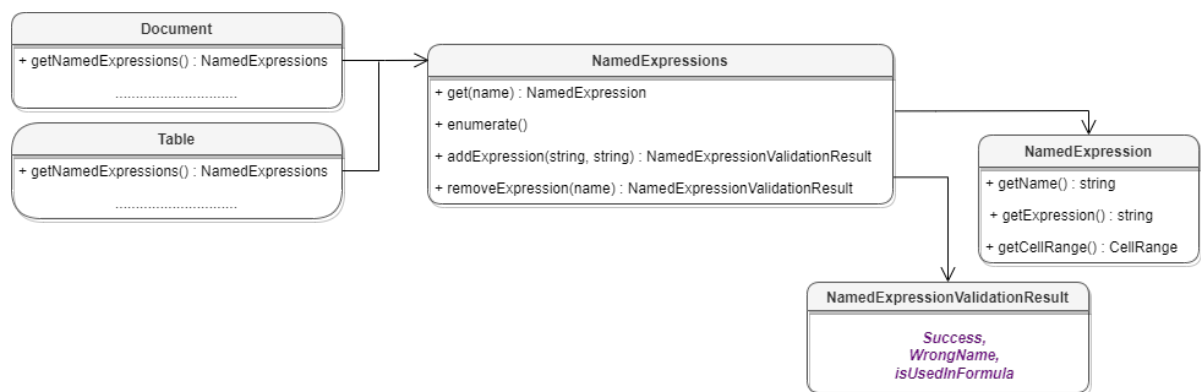 Document
+ getNamedExpressions() : NamedExpressions
................................
Table
+ getNamedExpressions() : NamedExpressions
................................
NamedExpressions
+ get(name) : NamedExpression
+ enumerate()
+ addExpression(string, string) : NamedExpressionValidationResult
+ removeExpression(name) : NamedExpressionValidationResult
NamedExpression
+ getName() : string
+ getExpression() : string
+ getCellRange() : CellRange
NamedExpressionValidationResult
Success,
WrongName,
isUsedInFormula